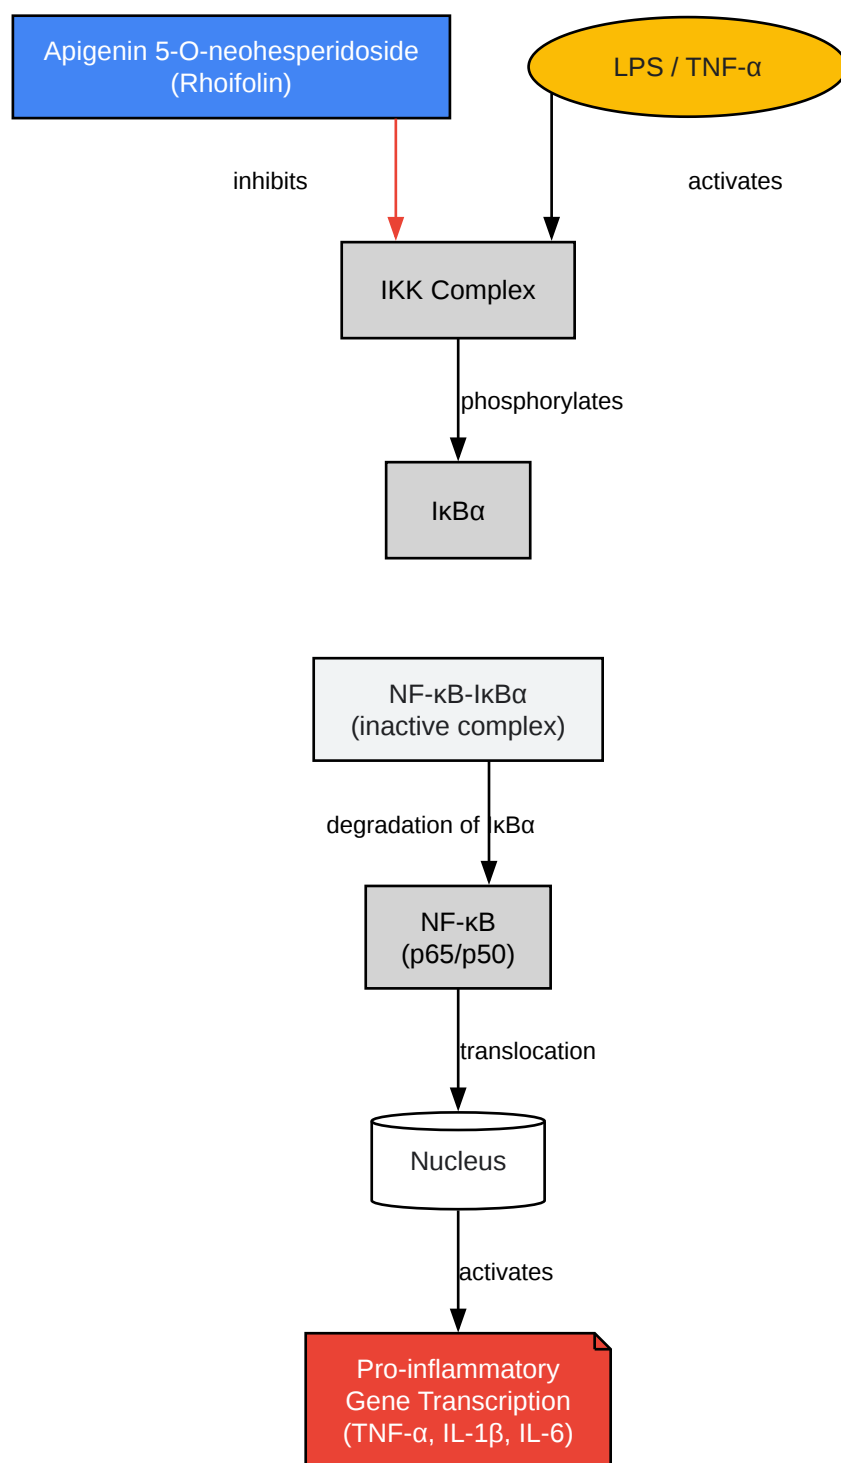 Apigenin 5-O-neohesperidoside
(Rhoifolin)
LPS / TNF-α
inhibits
activates
IKK Complex
phosphorylates
IκBα
NF-κB-IκBα
(inactive complex)
degradation of IκBα
NF-κB
(p65/p50)
translocation
Nucleus
activates
Pro-inflammatory
Gene Transcription
(TNF-α, IL-1β, IL-6)